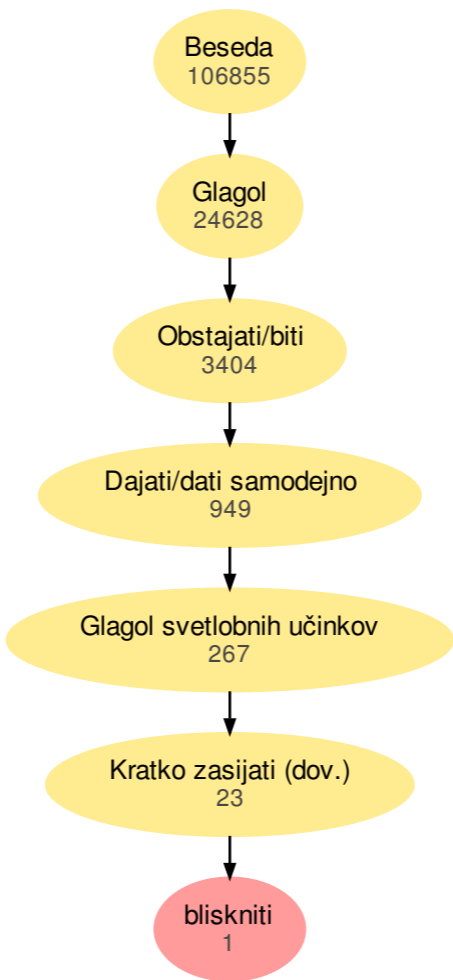 Beseda
106855
Glagol
24628
Obstajati/biti
3404
Dajati/dati samodejno
949
Glagol svetlobnih učinkov
267
Kratko zasijati (dov.)
23
bliskniti
1